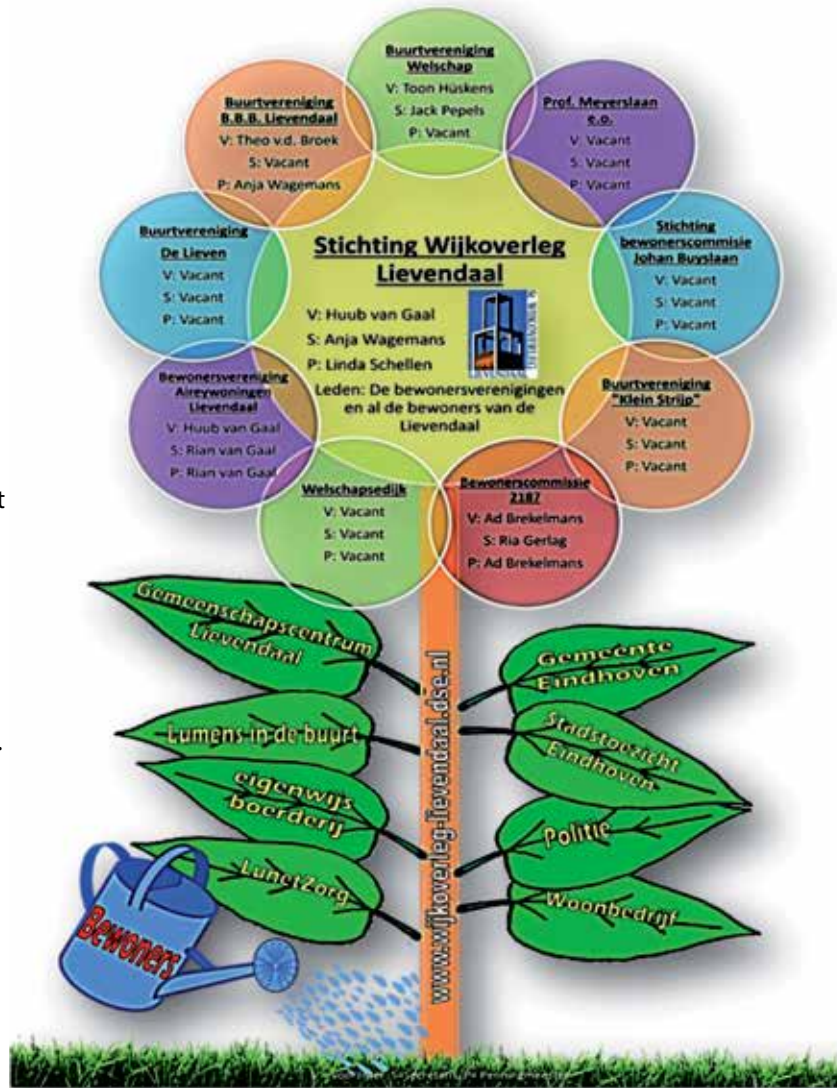 Buurtvereniging
Welschap
V: Toon Hüskens
S: Jack Pepels
P: Vacant
Buurtvereniging
B.B.B. Lievendaal
V: Theo v.d. Broek
S: Vacant
P: Anja Wagemans
Prof. Meyerslaan
e.o.
V: Vacant
S: Vacant
P: Vacant
Buurtvereniging
De Lieven
V: Vacant
S: Vacant
P: Vacant
Stichting Wijkoverleg
Lievendaal
V: Huub van Gaal
S: Anja Wagemans
P: Linda Schellen
Leden: De bewonersverenigingen
en al de bewoners van de
Lievendaal
LIEVENDAAL
Stichting
bewonerscommisie
Johan Buyslaan
V: Vacant
S: Vacant
P: Vacant
Bewonersvereniging
Aireywoningen
Lievendaal
V: Huub van Gaal
S: Rian van Gaal
P: Rian van Gaal
Buurtvereniging
"Klein Strijp"
V: Vacant
S: Vacant
P: Vacant
Welschapsedijk
V: Vacant
S: Vacant
P: Vacant
Bewonerscommissie
2187
V: Ad Brekelmans
S: Ria Gerlag
P: Ad Brekelmans
t
.
Gemeenschapscentrum
Lievendaal
Lumens in de buurt
eigenwijs
boerderij
LunetZorg
Gemeente
Eindhoven
Stadstoezicht
Eindhoven
Politie
Woonbedrijf
www.wijkoverleg-lievendaal.dse.nl
Bewoners